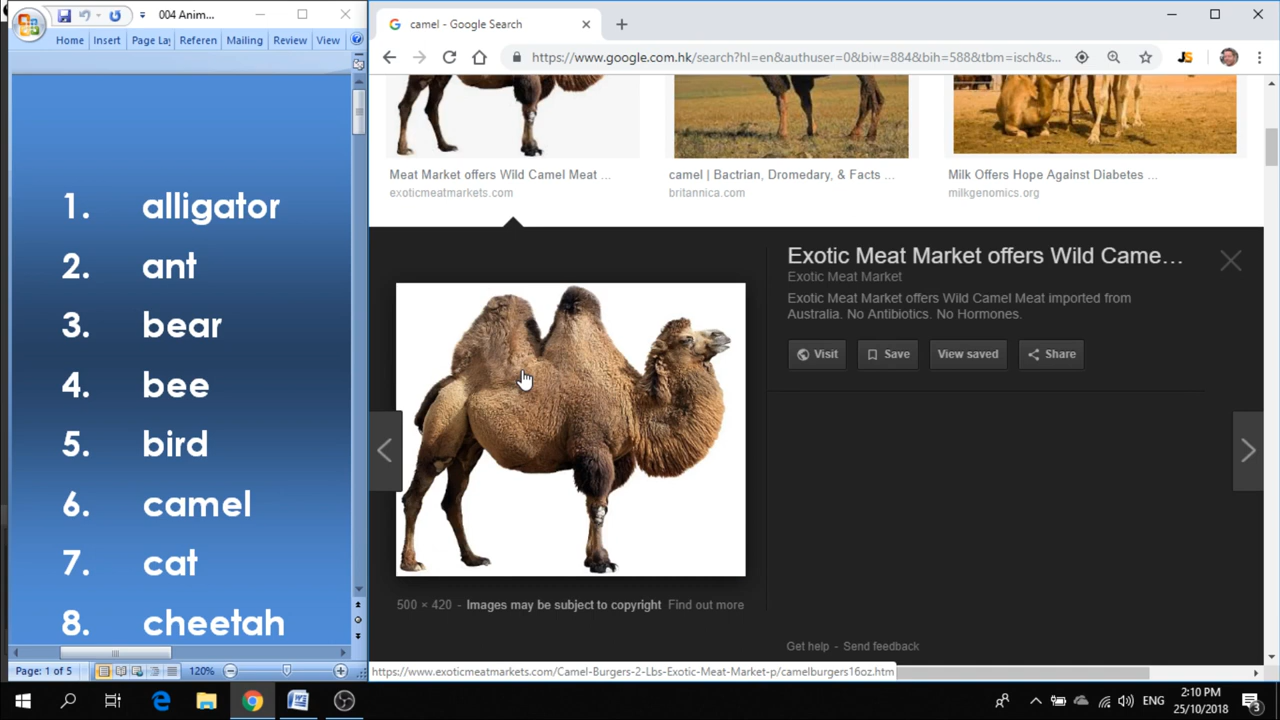 004 Anim...
Home Insert Page La Referen Mailing Review View
1. alligator
2. ant
3. bear
4. bee
5. bird
6. camel
7. cat
8. cheetah
Page: 1 of 5
120%
camel - Google Search
https://www.google.com.hk/search?hl=en&authuser=0&biw=884&bih=588&tbm=isch&s...
JS
Meat Market offers Wild Camel Meat ...
exoticmeatmarkets.com
camel | Bactrian, Dromedary, & Facts ...
britannica.com
Milk Offers Hope Against Diabetes ...
milkgenomics.org
Exotic Meat Market offers Wild Came...
Exotic Meat Market
Exotic Meat Market offers Wild Camel Meat imported from
Australia. No Antibiotics. No Hormones.
Visit Save View saved Share
500 × 420 - Images may be subject to copyright Find out more
Get help - Send feedback
https://www.exoticmeatmarkets.com/Camel-Burgers-2-Lbs-Exotic-Meat-Market-p/camelburgers16oz.htm
ENG
2:10 PM
25/10/2018
3